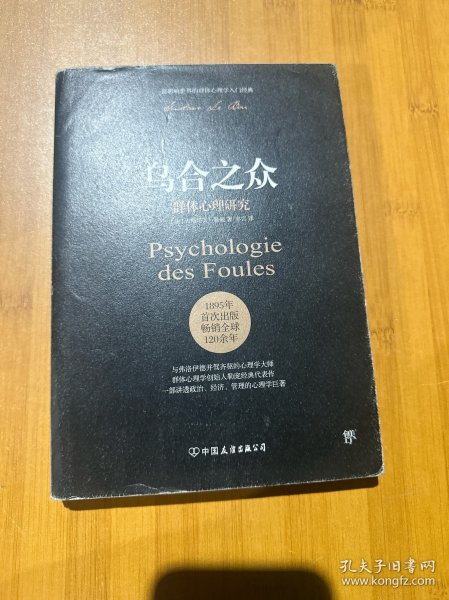 乌合之众
群体心理研究
Psychologie
des Foules
1895年
首次出版
畅销全球
120余年
与弗洛伊德并驾齐驱的心理学大师
群体心理学创始人勒庞经典代表作
一部讲透政治、经济、管理的心理学巨著
中国友谊出版公司
孔夫子旧书网
www.kongfz.com